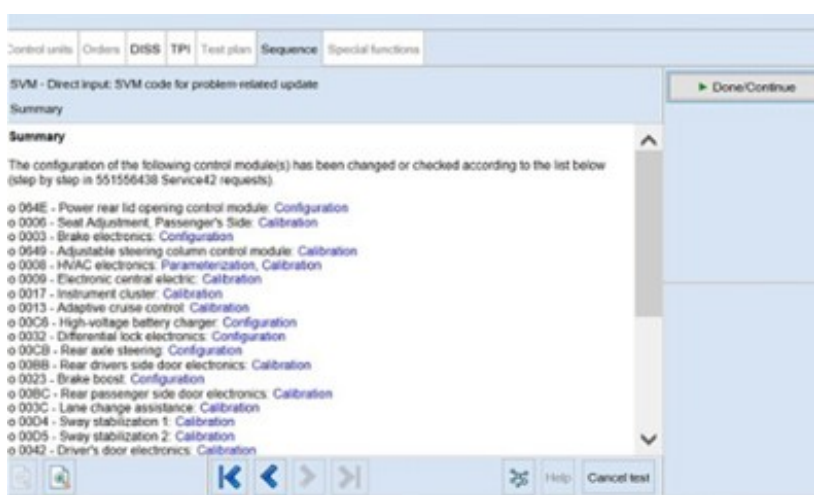 Control units Orders DISS TPI Test plan Sequence Special functions
SVM - Direct input: SVM code for problem-related update
Done/Continue
Summary
Summary
The configuration of the following control module(s) has been changed or checked according to the list below
(step by step in 551556438 Service42 requests).
o 064E - Power rear lid opening control module: Configuration
o 0006 - Seat Adjustment, Passenger's Side: Calibration
o 0003 - Brake electronics: Configuration
o 0649 - Adjustable steering column control module: Calibration
o 0008 - HVAC electronics: Parameterization, Calibration
o 0009 - Electronic central electric: Calibration
o 0017 - Instrument cluster: Calibration
o 0013 - Adaptive cruise control: Calibration
o 00C6 - High-voltage battery charger: Configuration
o 0032 - Differential lock electronics: Configuration
o 00CB - Rear axle steering: Configuration
o 00BB - Rear drivers side door electronics: Calibration
o 0023 - Brake boost: Configuration
o 00BC - Rear passenger side door electronics: Calibration
o 003C - Lane change assistance: Calibration
o 00D4 - Sway stabilization 1: Calibration
o 00D5 - Sway stabilization 2: Calibration
o 0042 - Driver's door electronics: Calibration
Help Cancel test